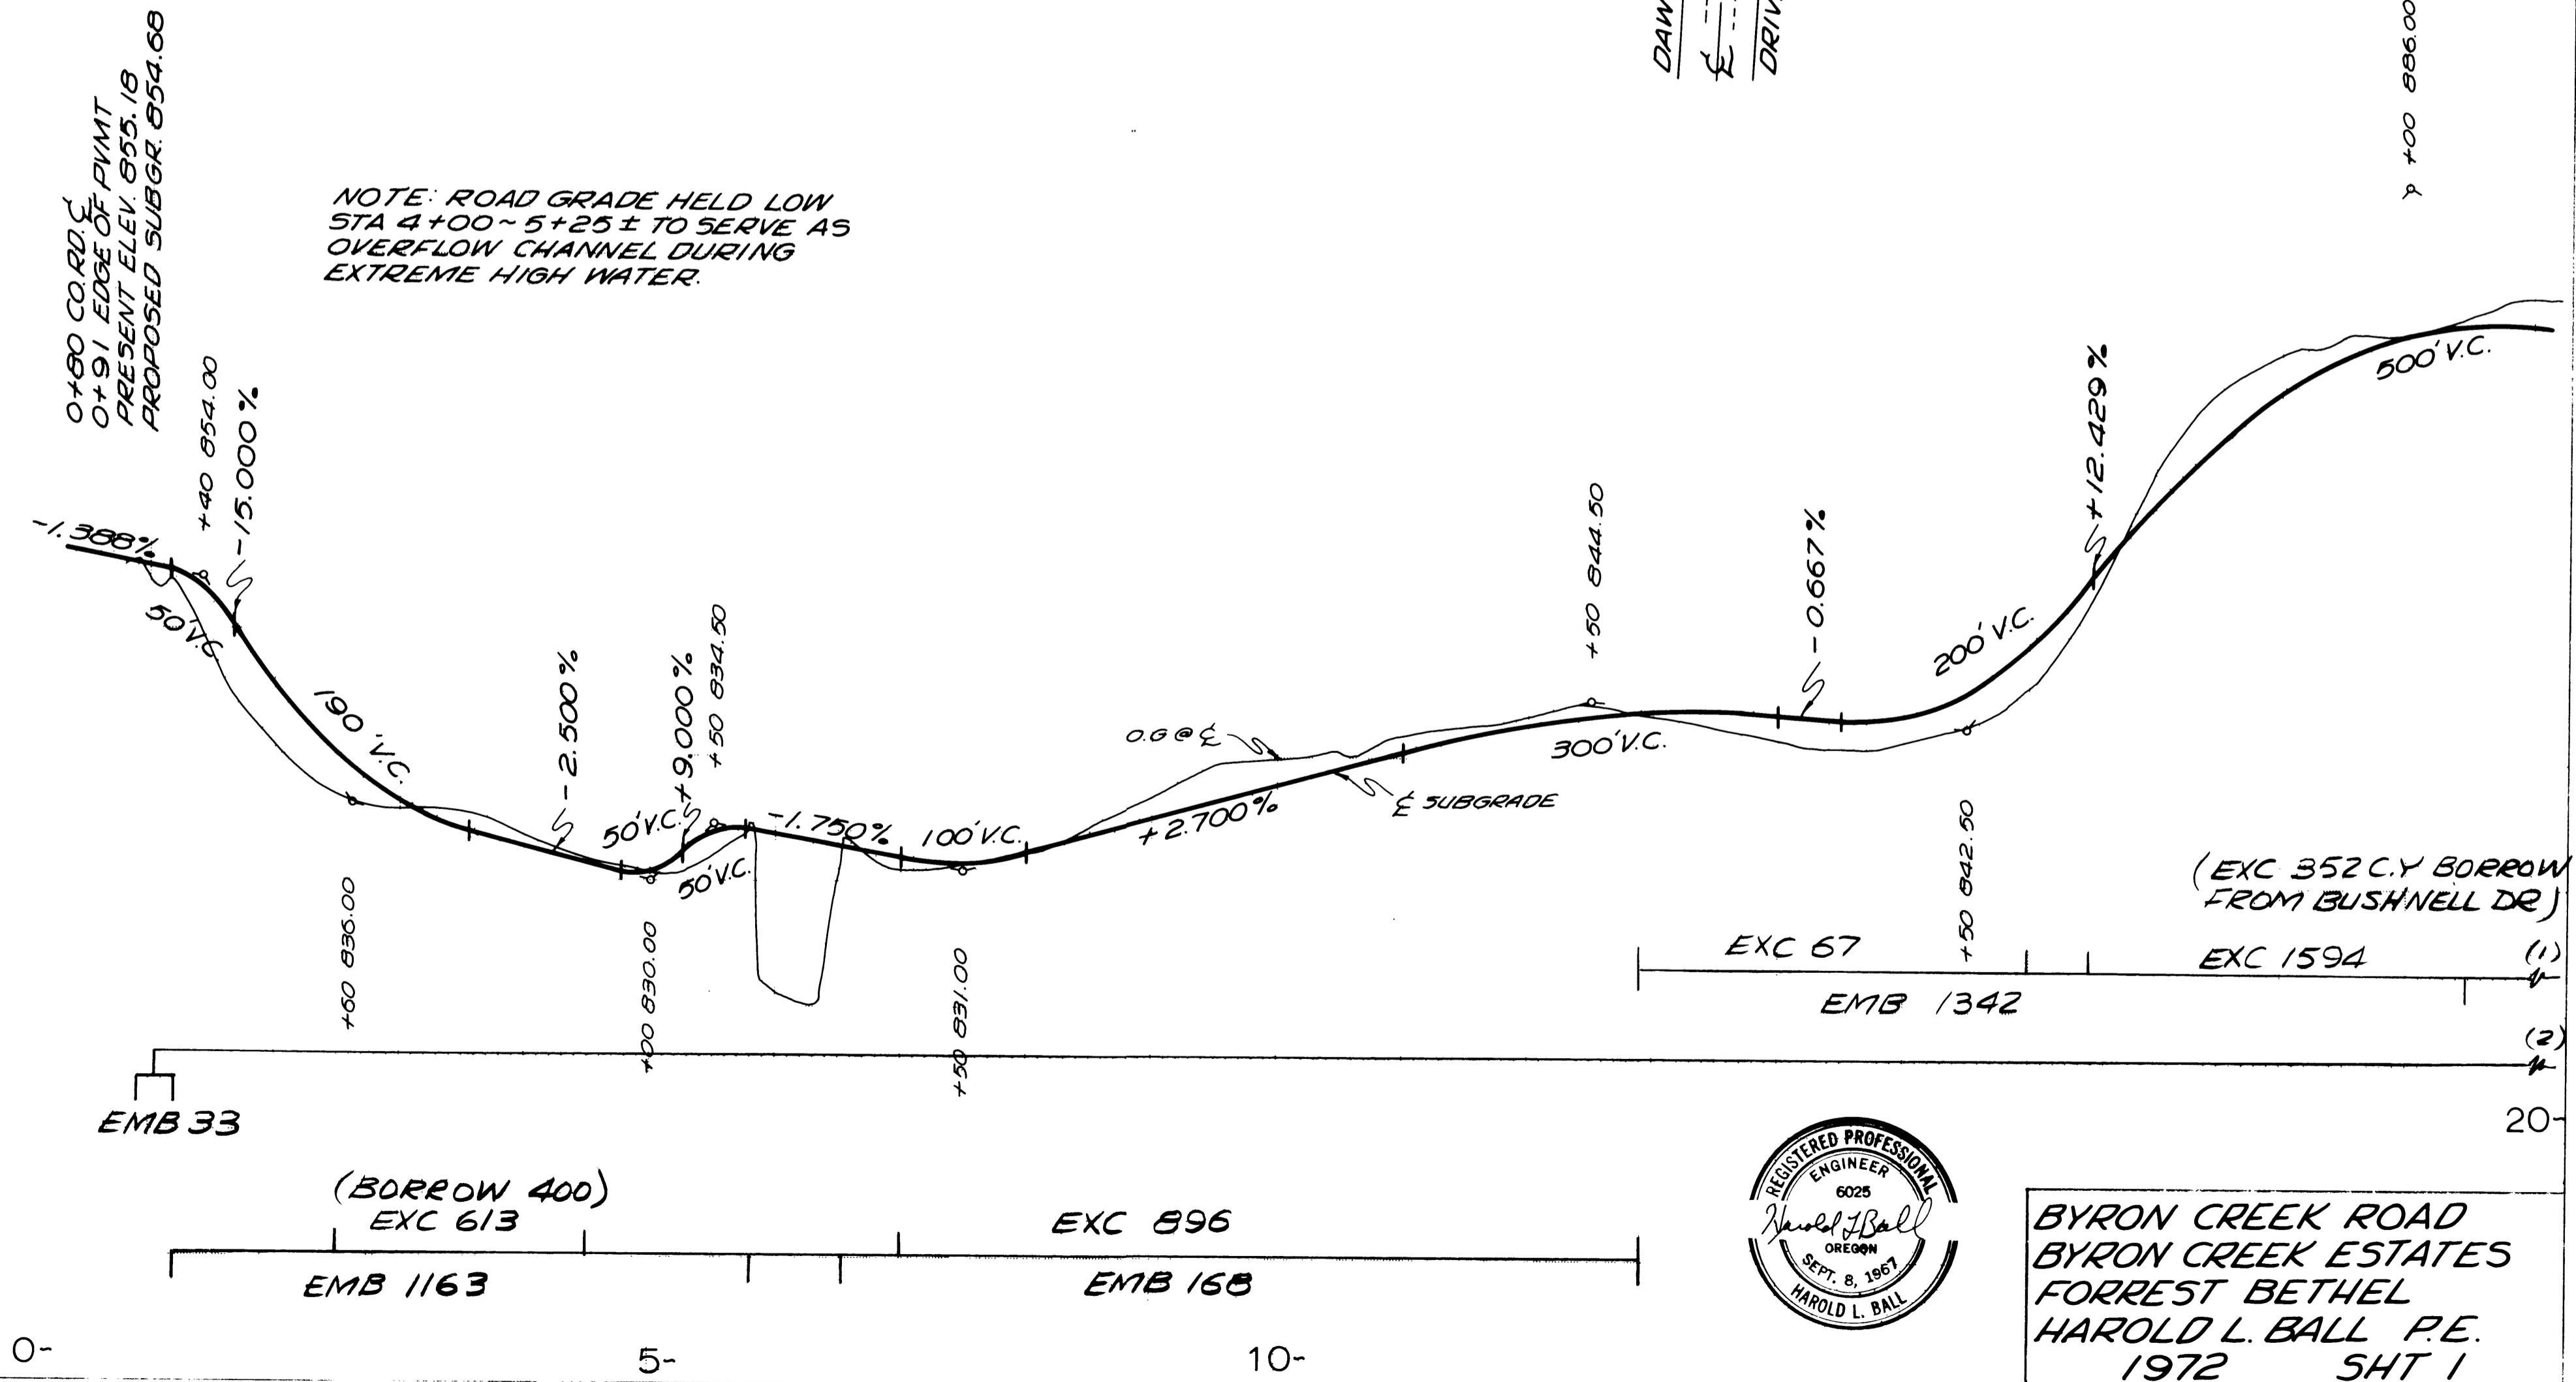 DAW
℄
DRIV
+00 886.00
0+80 CO.RD. ℄
0+91 EDGE OF PVMT
PRESENT ELEV. 855.18
PROPOSED SUBGR. 854.68
NOTE: ROAD GRADE HELD LOW
STA 4+00~5+25± TO SERVE AS
OVERFLOW CHANNEL DURING
EXTREME HIGH WATER.
+40 854.00
-15.000%
-1.388%
50'V.C.
190'V.C.
-2.500%
+9.000%
+50 834.50
50'V.C.
50'V.C.
-1.750%
100'V.C.
O.G @ ℄
+2.700%
℄ SUBGRADE
+50 844.50
300'V.C.
-0.667%
200'V.C.
+12.429%
500'V.C.
+60 836.00
+00 830.00
+50 831.00
+50 842.50
(EXC 352 C.Y BORROW
FROM BUSHNELL DR)
EXC 67
EXC 1594
(1)
EMB 1342
(2)
EMB 33
20-
(BORROW 400)
EXC 613
EXC 896
EMB 1163
EMB 168
REGISTERED PROFESSIONAL
ENGINEER
6025
Harold L Ball
OREGON
SEPT. 8, 1967
HAROLD L. BALL
BYRON CREEK ROAD
BYRON CREEK ESTATES
FORREST BETHEL
HAROLD L. BALL P.E.
1972 SHT 1
0-
5-
10-